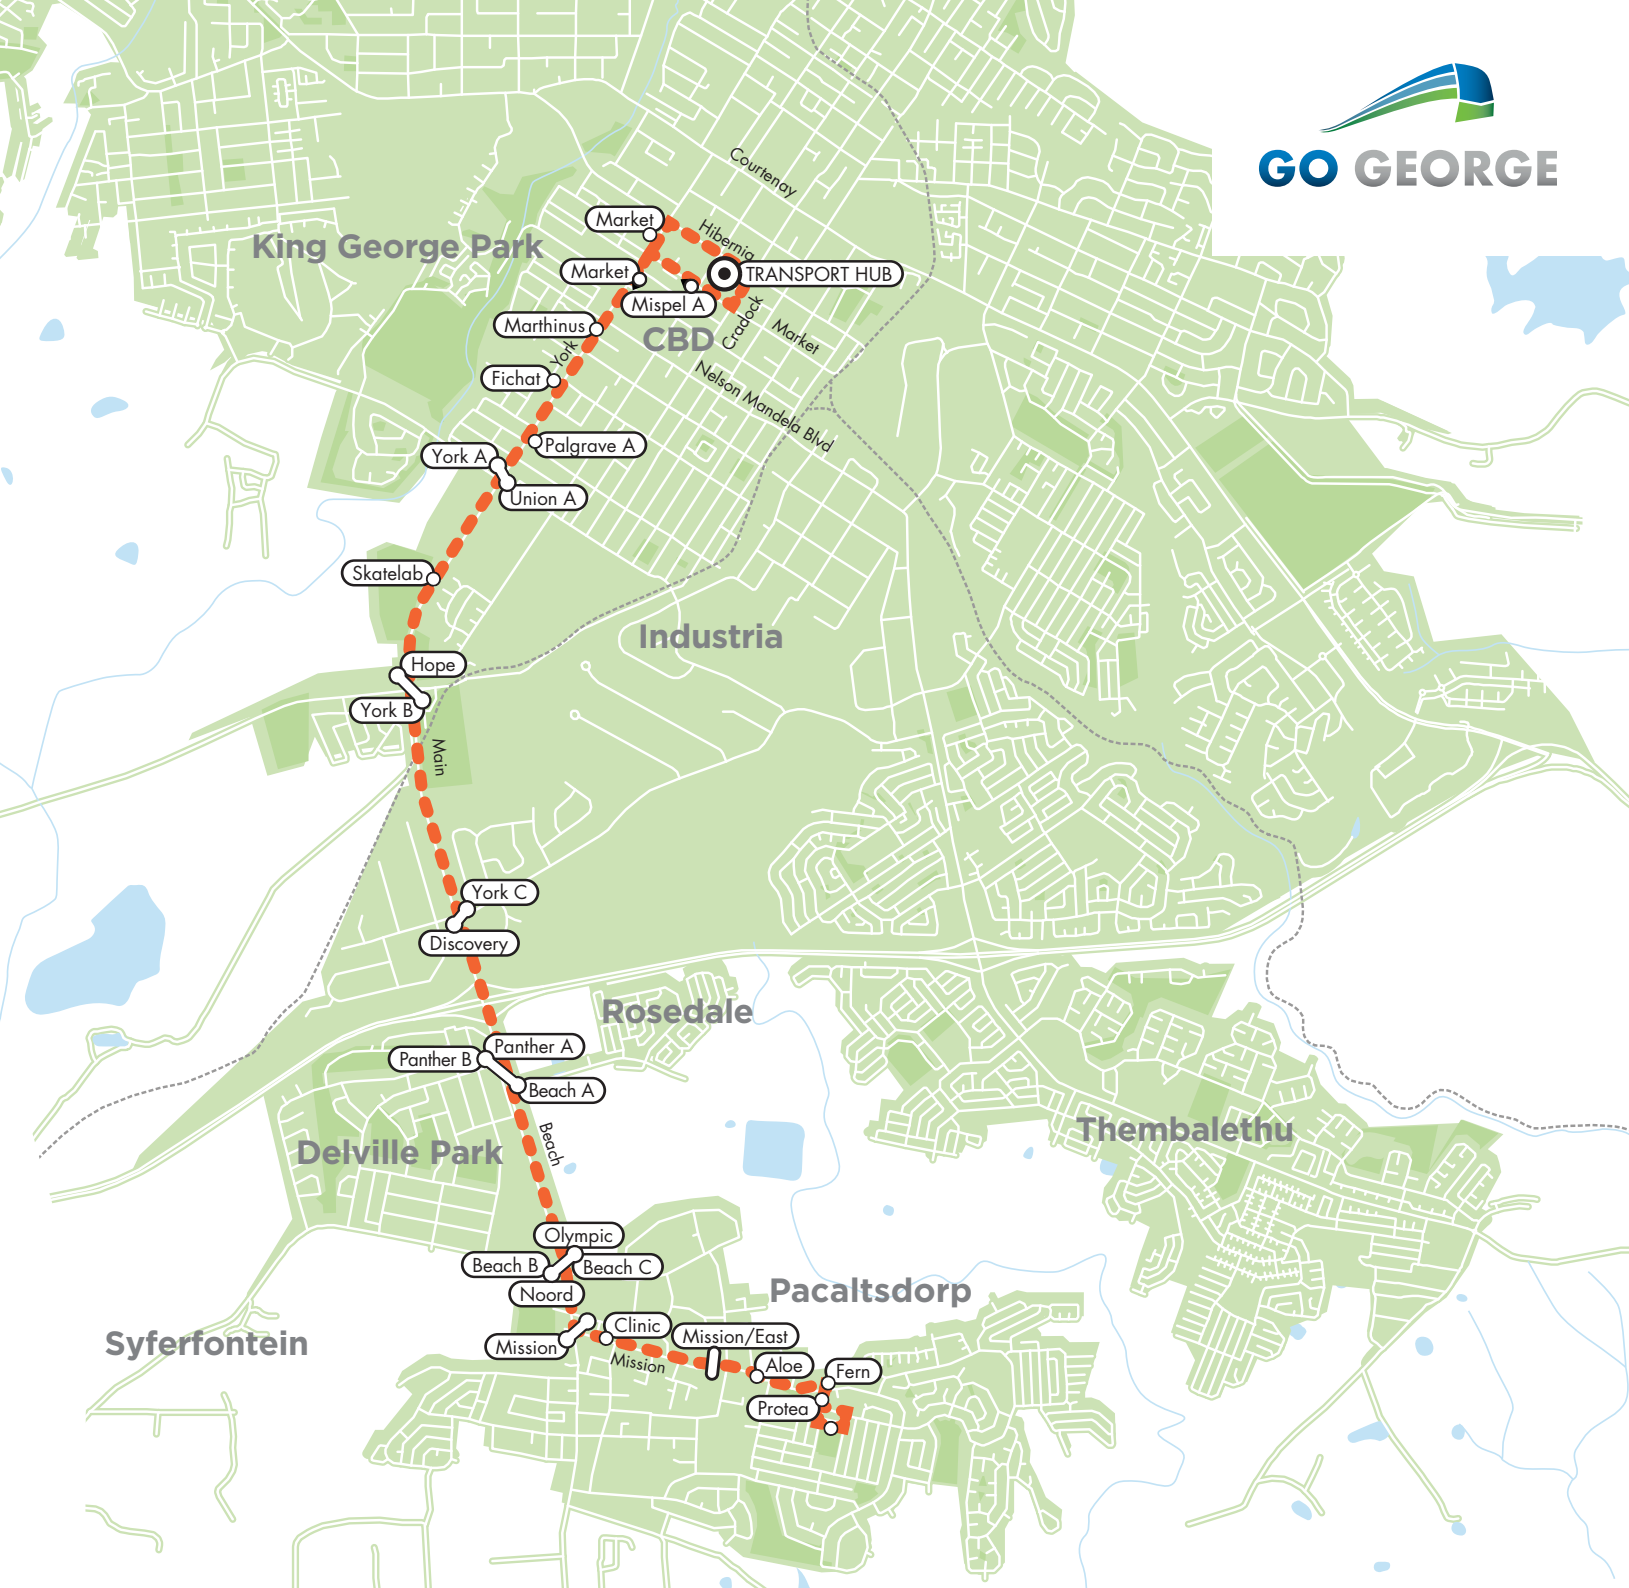 GO GEORGE
Courtenay
Market
Hibernia
King George Park
Market
TRANSPORT HUB
Mispel A
Cradock
Market
Marthinus
CBD
York
Fichat
Nelson Mandela Blvd
Palgrave A
York A
Union A
Skatelab
Industria
Hope
York B
Main
York C
Discovery
Rosedale
Panther A
Panther B
Beach A
Beach
Thembalethu
Delville Park
Olympic
Beach B
Beach C
Noord
Pacaltsdorp
Clinic
Mission/East
Syferfontein
Mission
Mission
Aloe
Fern
Protea